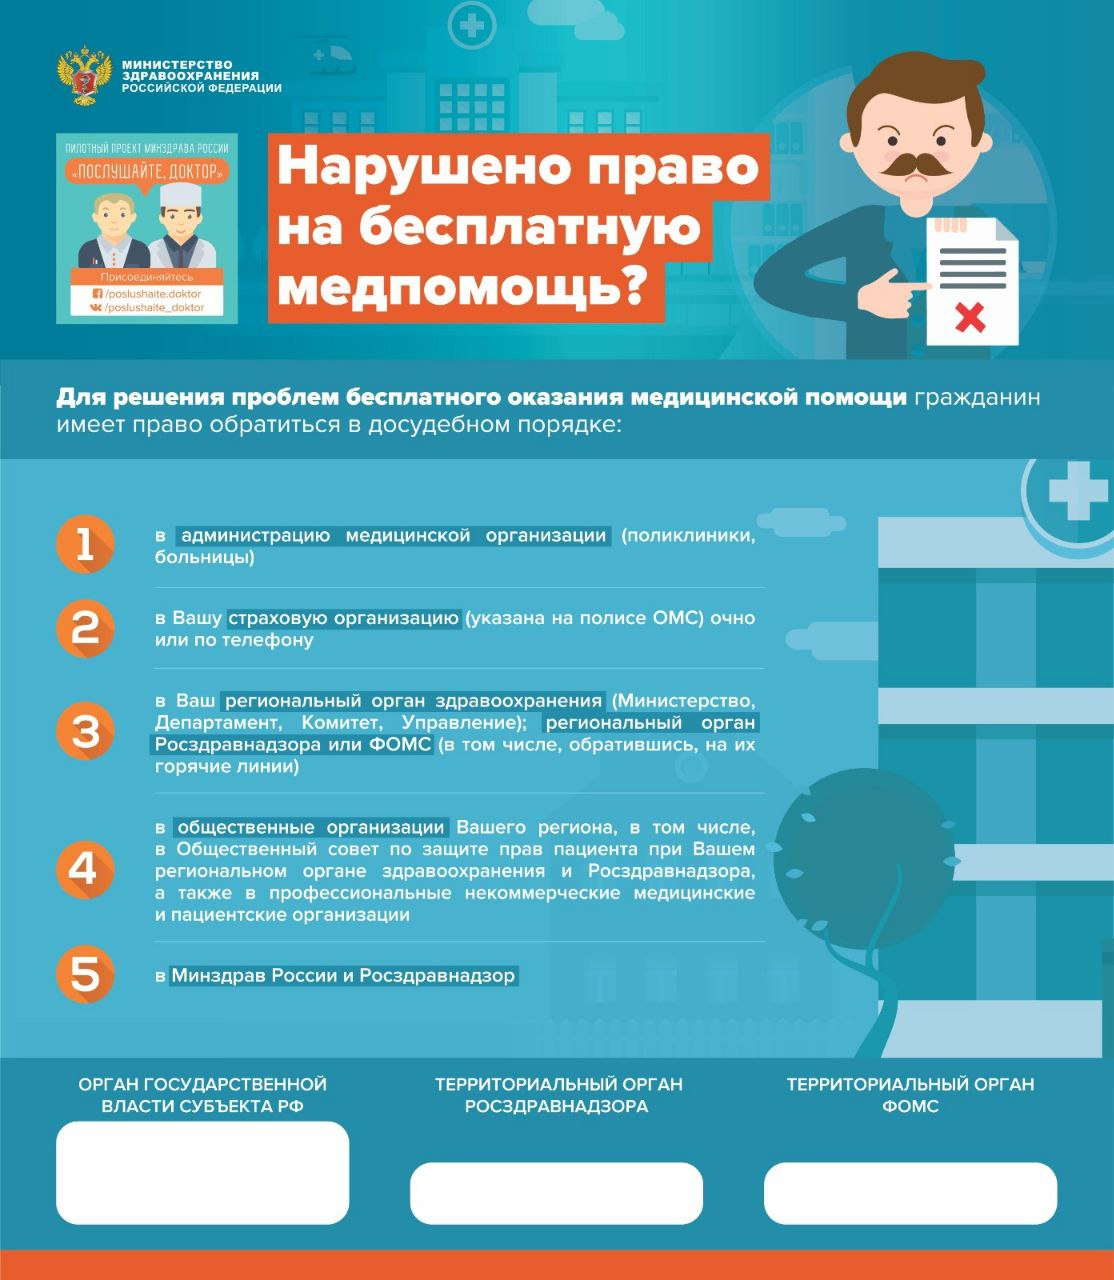 МИНИСТЕРСТВО
ЗДРАВООХРАНЕНИЯ
РОССИЙСКОЙ ФЕДЕРАЦИИ
ПИЛОТНЫЙ ПРОЕКТ МИНЗДРАВА РОССИИ
«ПОСЛУШАЙТЕ, ДОКТОР»
Присоединяйтесь
/poslushaite.doktor
/poslushaite_doktor
Нарушено право
на бесплатную
медпомощь?
Для решения проблем бесплатного оказания медицинской помощи гражданин
имеет право обратиться в досудебном порядке:
1
в администрацию медицинской организации (поликлиники,
больницы)
2
в Вашу страховую организацию (указана на полисе ОМС) очно
или по телефону
3
в Ваш региональный орган здравоохранения (Министерство,
Департамент, Комитет, Управление); региональный орган
Росздравнадзора или ФОМС (в том числе, обратившись, на их
горячие линии)
4
в общественные организации Вашего региона, в том числе,
в Общественный совет по защите прав пациента при Вашем
региональном органе здравоохранения и Росздравнадзора,
а также в профессиональные некоммерческие медицинские
и пациентские организации
5
в Минздрав России и Росздравнадзор
ОРГАН ГОСУДАРСТВЕННОЙ
ВЛАСТИ СУБЪЕКТА РФ
ТЕРРИТОРИАЛЬНЫЙ ОРГАН
РОСЗДРАВНАДЗОРА
ТЕРРИТОРИАЛЬНЫЙ ОРГАН
ФОМС